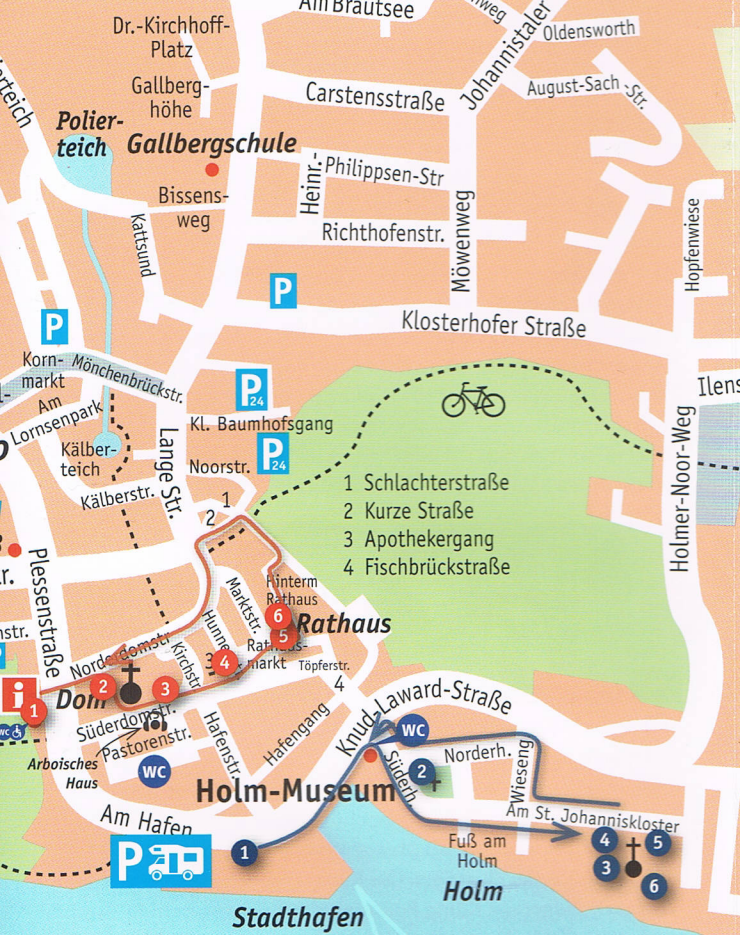 Am Brautsee
Dr.-Kirchhoff-
Platz
Oldensworth
Johannistaler
Gallberg-
höhe
Carstensstraße
August-Sach-Str.
Polier-
teich
Gallbergschule
Heinr.-
Philippsen-Str
Bissens-
weg
Kattsund
Richthofenstr.
Möwenweg
Hopfenwiese
P
P
Klosterhofer Straße
Korn-
markt
Mönchenbrückstr.
P
24
Ilens
Am
Lornsenpark
Kl. Baumhofsgang
P
24
Kälber-
teich
Lange Str.
Noorstr.
Holmer-Noor-Weg
Kälberstr.
1 Schlachterstraße
2 Kurze Straße
3 Apothekergang
4 Fischbrückstraße
1
2
Plessenstraße
Marktstr.
Hinterm
Rathaus
6
5
Rathaus
Hunne
Rathaus-
markt
Norderdomstr
Kirchstr
3
4
Töpferstr.
4
i
1
2
Dom
3
WC
Süderdomstr.
Pastorenstr.
Hafenstr.
Hafengang
Knud-Laward-Straße
WC
Arboisches
Haus
WC
Norderh.
Wieseng
2
Süderh
Holm-Museum
Am Hafen
Am St. Johanniskloster
P
1
Fuß am
Holm
4
5
3
6
Holm
Stadthafen